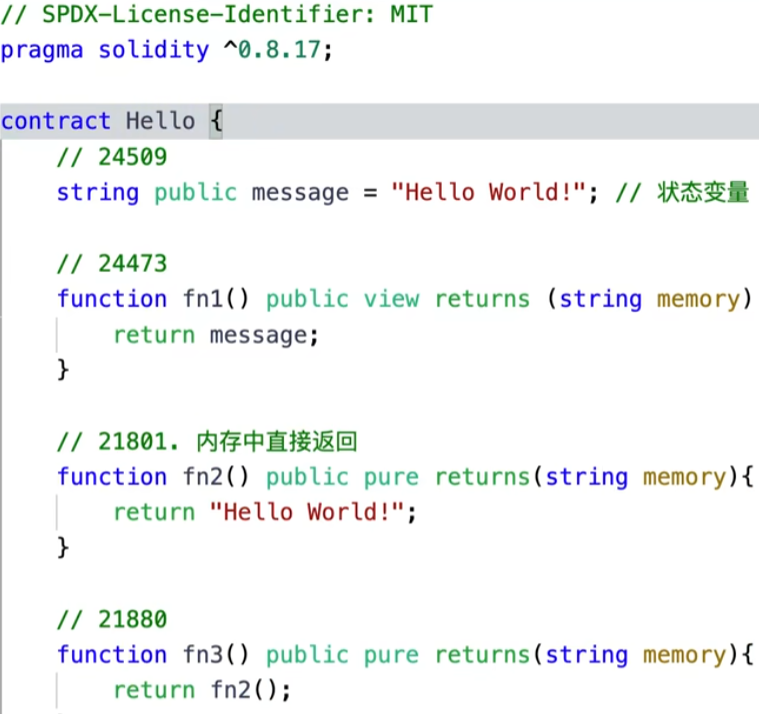 // SPDX-License-Identifier: MIT
pragma solidity ^0.8.17;
contract Hello {
// 24509
string public message = "Hello World!"; // 状态变量
// 24473
function fn1() public view returns (string memory)
return message;
}
// 21801. 内存中直接返回
function fn2() public pure returns(string memory){
return "Hello World!";
}
// 21880
function fn3() public pure returns(string memory){
return fn2();